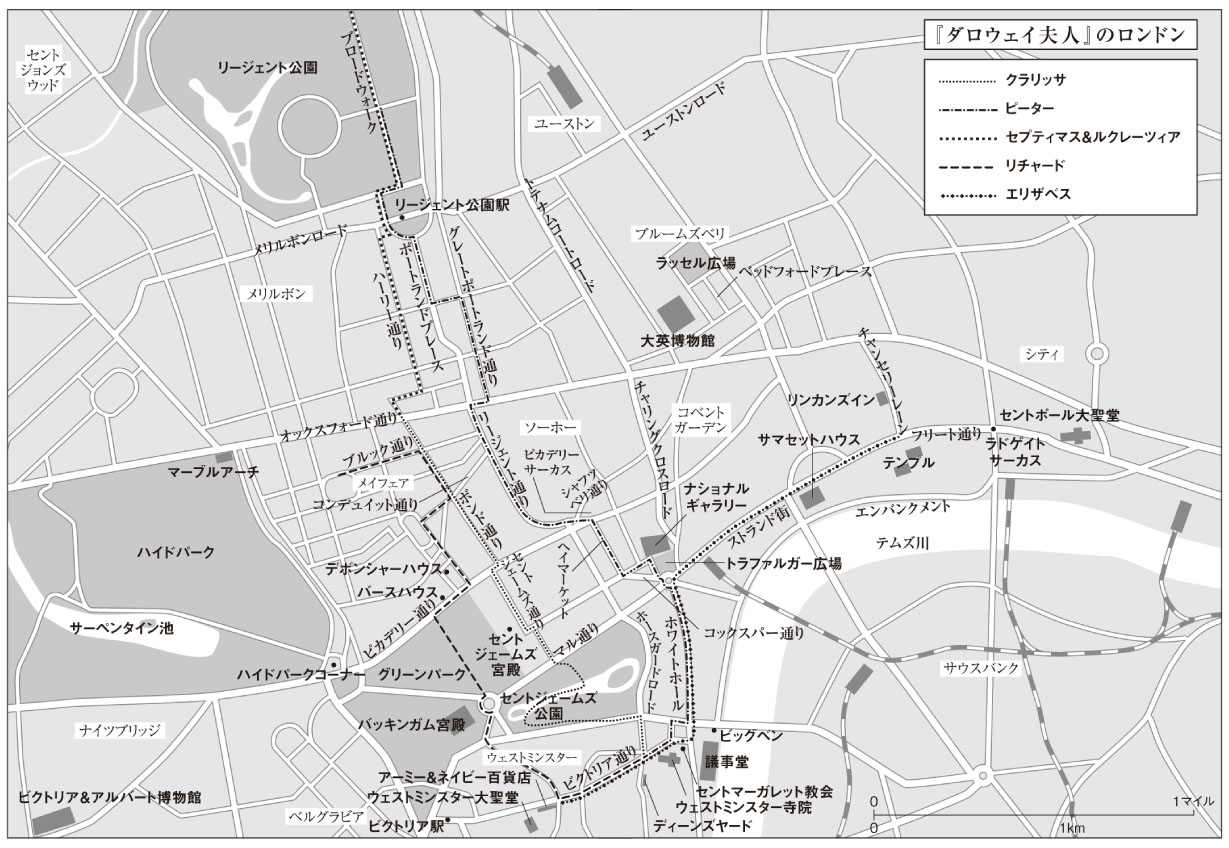 『ダロウェイ夫人』のロンドン
クラリッサ
ピーター
セプティマス&ルクレーツィア
リチャード
エリザベス
セント
ジョンズ
ウッド
リージェント公園
ブロードウォーク
ユーストン
ユーストンロード
リージェント公園駅
トテナムコートロード
メリルボンロード
ブルームズベリ
ラッセル広場
ベッドフォードプレース
メリルボン
ハーリー通り
ポートランドプレース
グレートポートランド通り
大英博物館
チャンセリーレーン
シティ
オックスフォード通り
チャリングクロスロード
コベント
ガーデン
リンカンズイン
セントポール大聖堂
ソーホー
リージェント通り
サマセットハウス
フリート通り
ラドゲイト
サーカス
ブルック通り
マーブルアーチ
メイフェア
ピカデリー
サーカス
シャフツ
ベリ通り
テンプル
コンデュイット通り
ボンド通り
ナショナル
ギャラリー
ストランド街
エンバンクメント
テムズ川
ハイドパーク
デボンシャーハウス
バースハウス
セント
ジェームズ通り
ヘイマーケット
トラファルガー広場
サーペンタイン池
ピカデリー通り
セント
ジェームズ
宮殿
マル通り
ホースガードロード
ホワイトホール
コックスパー通り
ハイドパークコーナー
グリーンパーク
サウスバンク
セントジェームズ
公園
ナイツブリッジ
バッキンガム宮殿
ビッグベン
ウェストミンスター
ビクトリア通り
議事堂
アーミー&ネイビー百貨店
ビクトリア&アルバート博物館
ウェストミンスター大聖堂
セントマーガレット教会
ウェストミンスター寺院
ベルグラビア
ビクトリア駅
ディーンズヤード
0
1マイル
0
1km